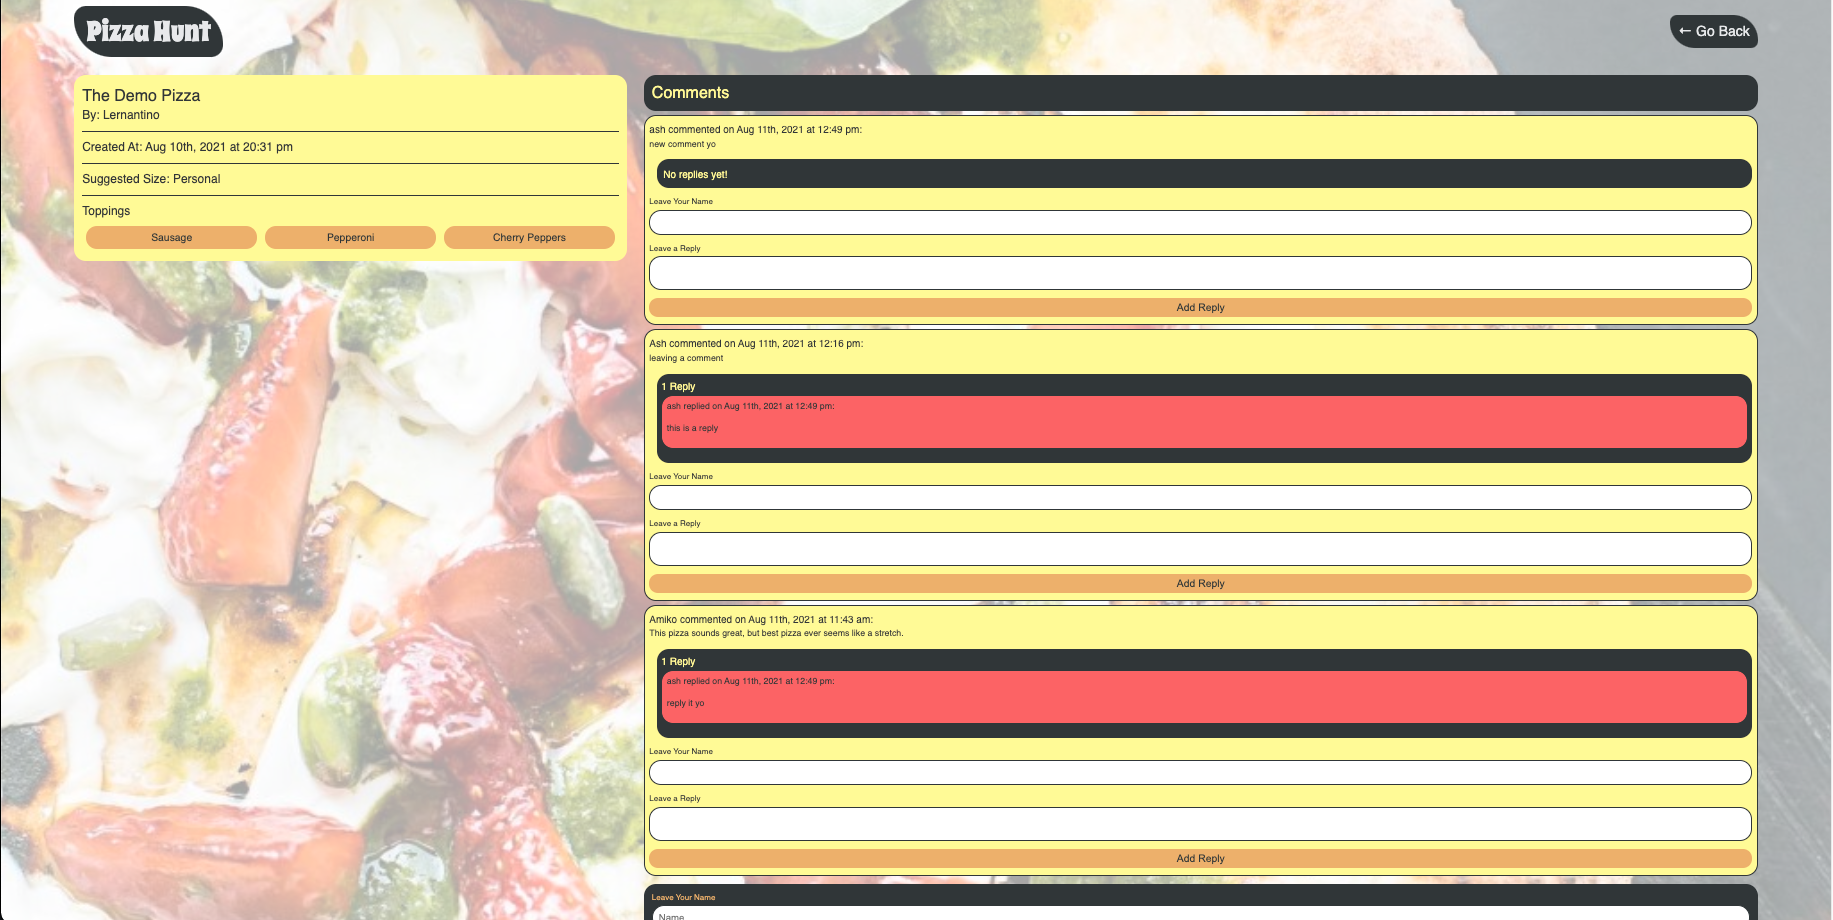 Pizza Hunt
← Go Back
The Demo Pizza
By: Lernantino
Created At: Aug 10th, 2021 at 20:31 pm
Suggested Size: Personal
Toppings
Sausage
Pepperoni
Cherry Peppers
Comments
ash commented on Aug 11th, 2021 at 12:49 pm:
new comment yo
No replies yet!
Leave Your Name
Leave a Reply
Add Reply
Ash commented on Aug 11th, 2021 at 12:16 pm:
leaving a comment
1 Reply
ash replied on Aug 11th, 2021 at 12:49 pm:
this is a reply
Leave Your Name
Leave a Reply
Add Reply
Amiko commented on Aug 11th, 2021 at 11:43 am:
This pizza sounds great, but best pizza ever seems like a stretch.
1 Reply
ash replied on Aug 11th, 2021 at 12:49 pm:
reply it yo
Leave Your Name
Leave a Reply
Add Reply
Leave Your Name
Name